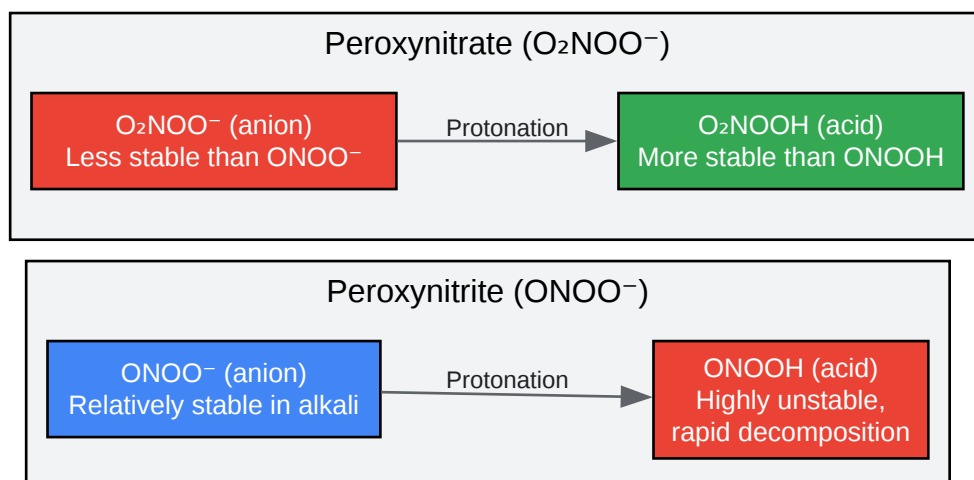 Peroxynitrate (O₂NOO⁻)
O₂NOO⁻ (anion)
Less stable than ONOO⁻
Protonation
O₂NOOH (acid)
More stable than ONOOH
Peroxynitrite (ONOO⁻)
ONOO⁻ (anion)
Relatively stable in alkali
Protonation
ONOOH (acid)
Highly unstable,
rapid decomposition